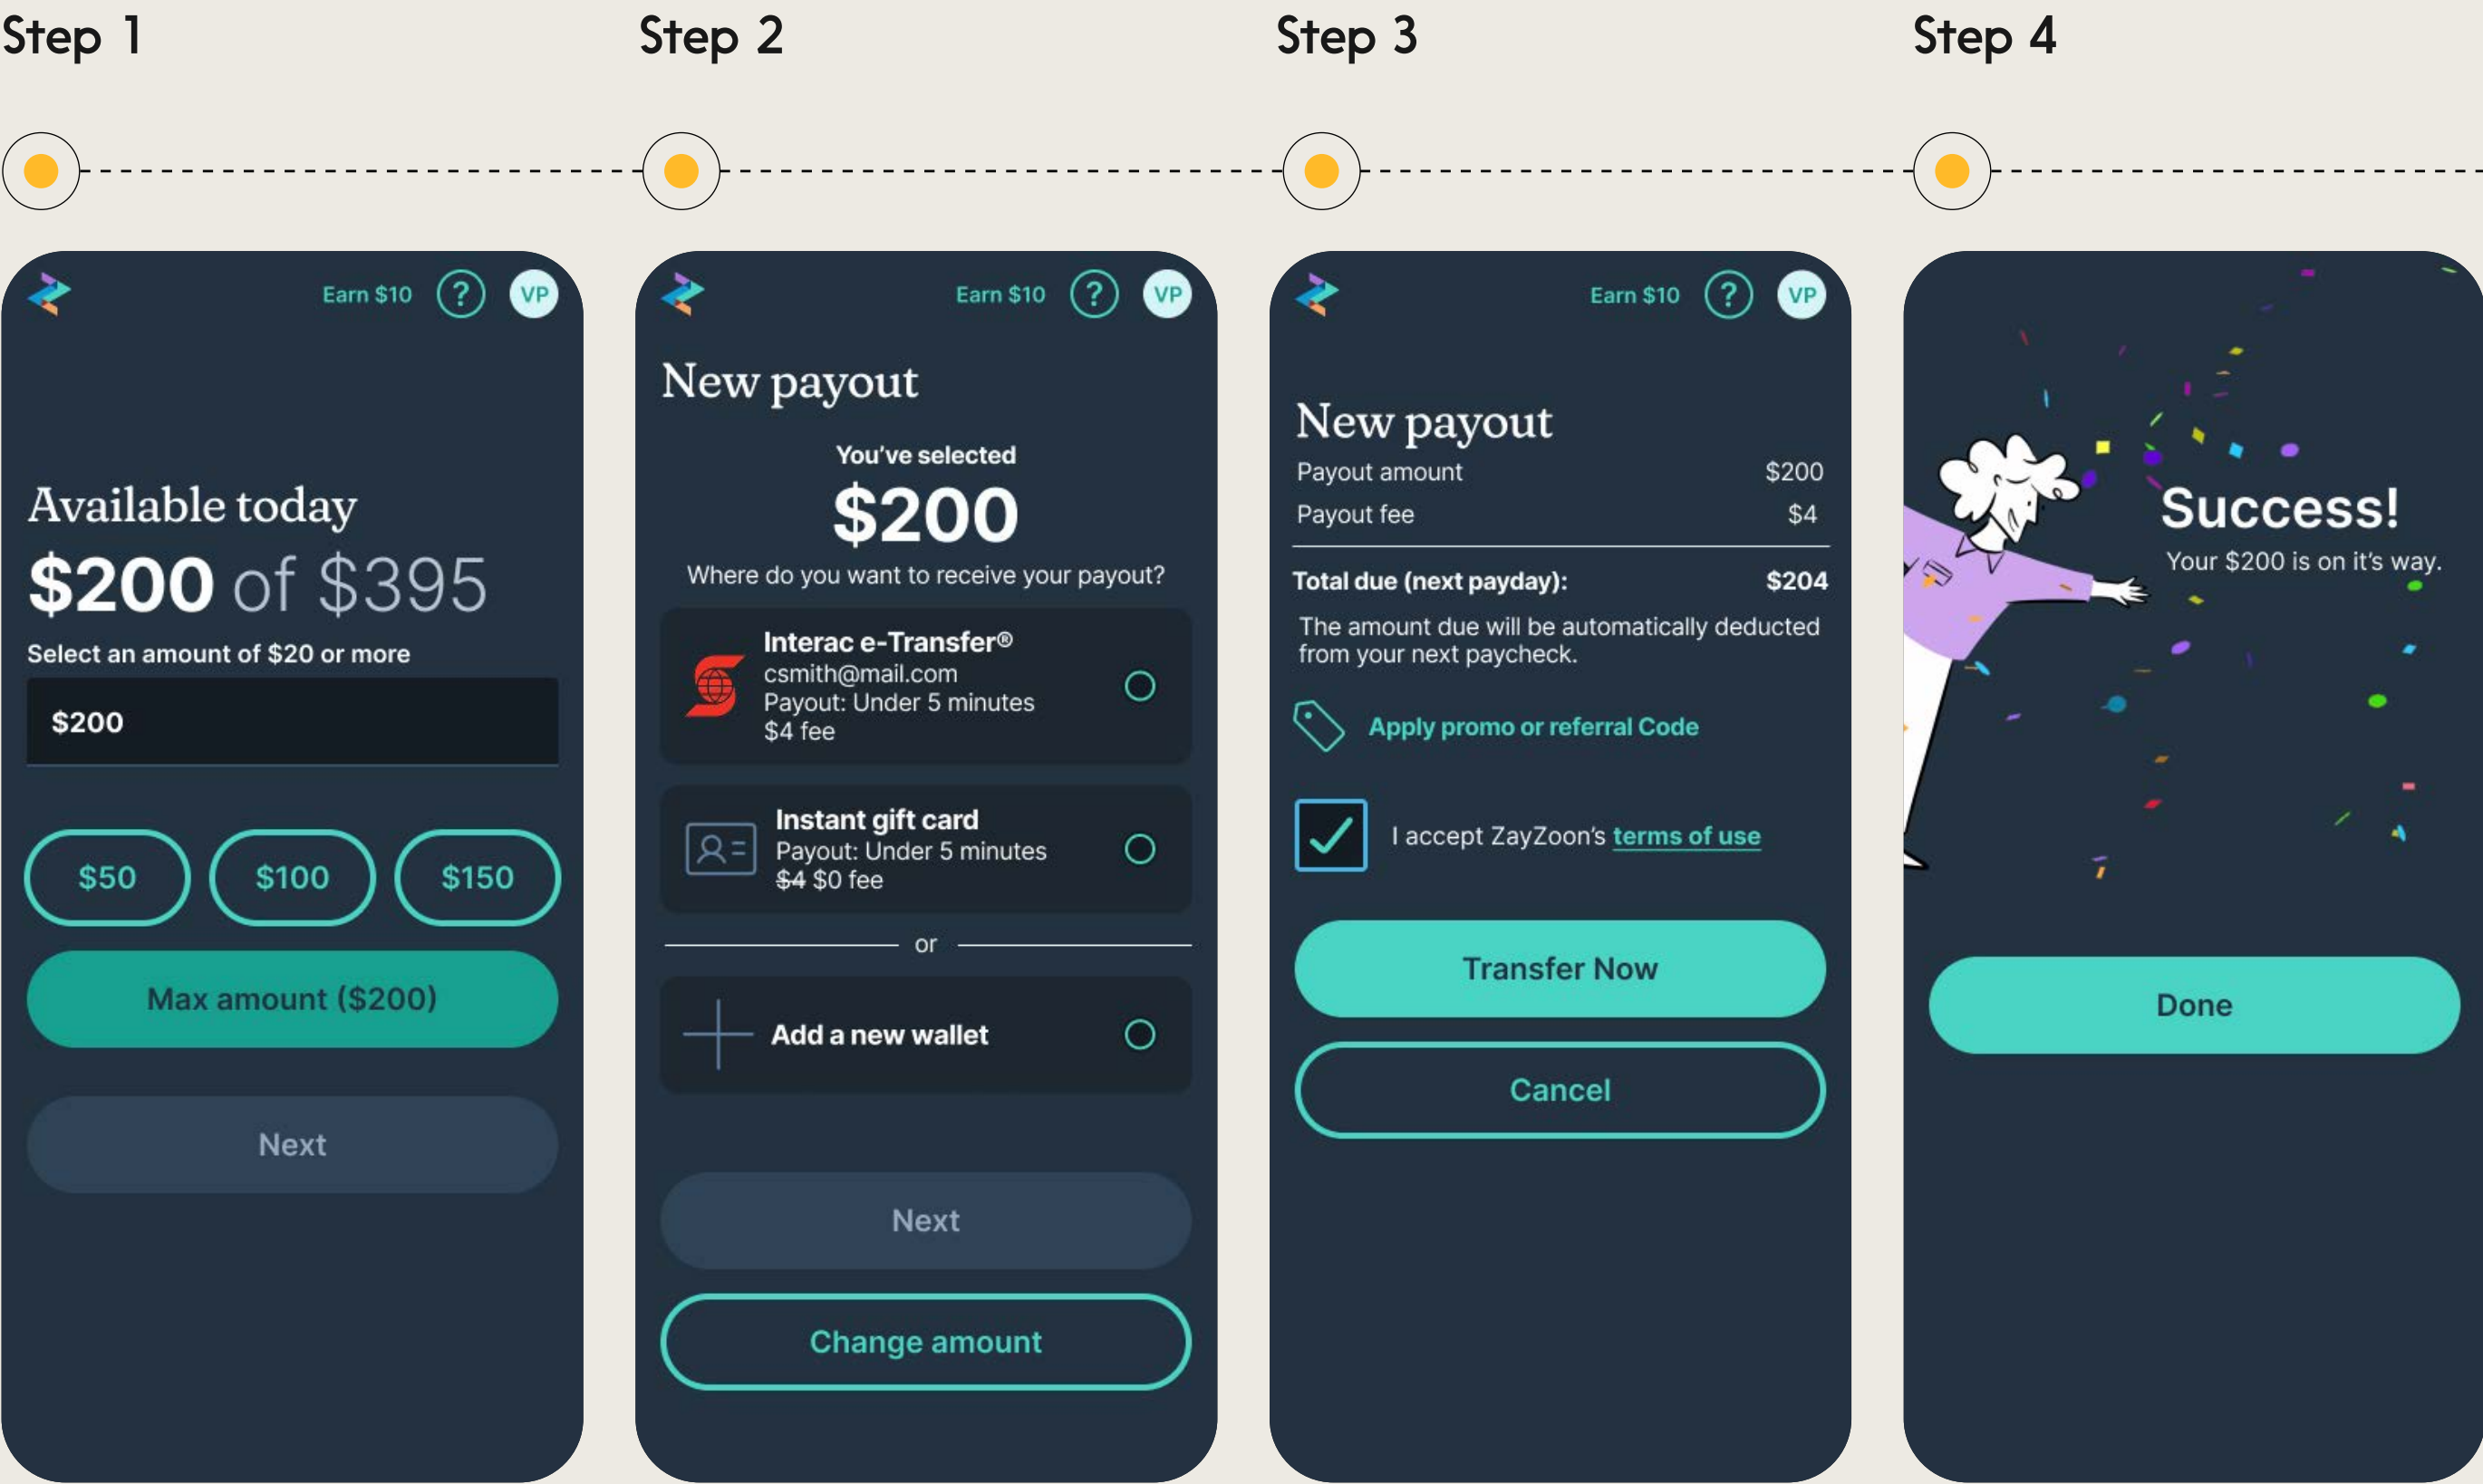 Step 1
Step 2
Step 3
Step 4
Earn $10
?
VP
Available today
$200 of $395
Select an amount of $20 or more
$200
$50
$100
$150
Max amount ($200)
Next
Earn $10
?
VP
New payout
You've selected
$200
Where do you want to receive your payout?
Interac e-Transfer®
csmith@mail.com
Payout: Under 5 minutes
$4 fee
Instant gift card
Payout: Under 5 minutes
$4 $0 fee
or
Add a new wallet
Next
Change amount
Earn $10
?
VP
New payout
Payout amount $200
Payout fee $4
Total due (next payday): $204
The amount due will be automatically deducted
from your next paycheck.
Apply promo or referral Code
I accept ZayZoon's terms of use
Transfer Now
Cancel
Success!
Your $200 is on it's way.
Done